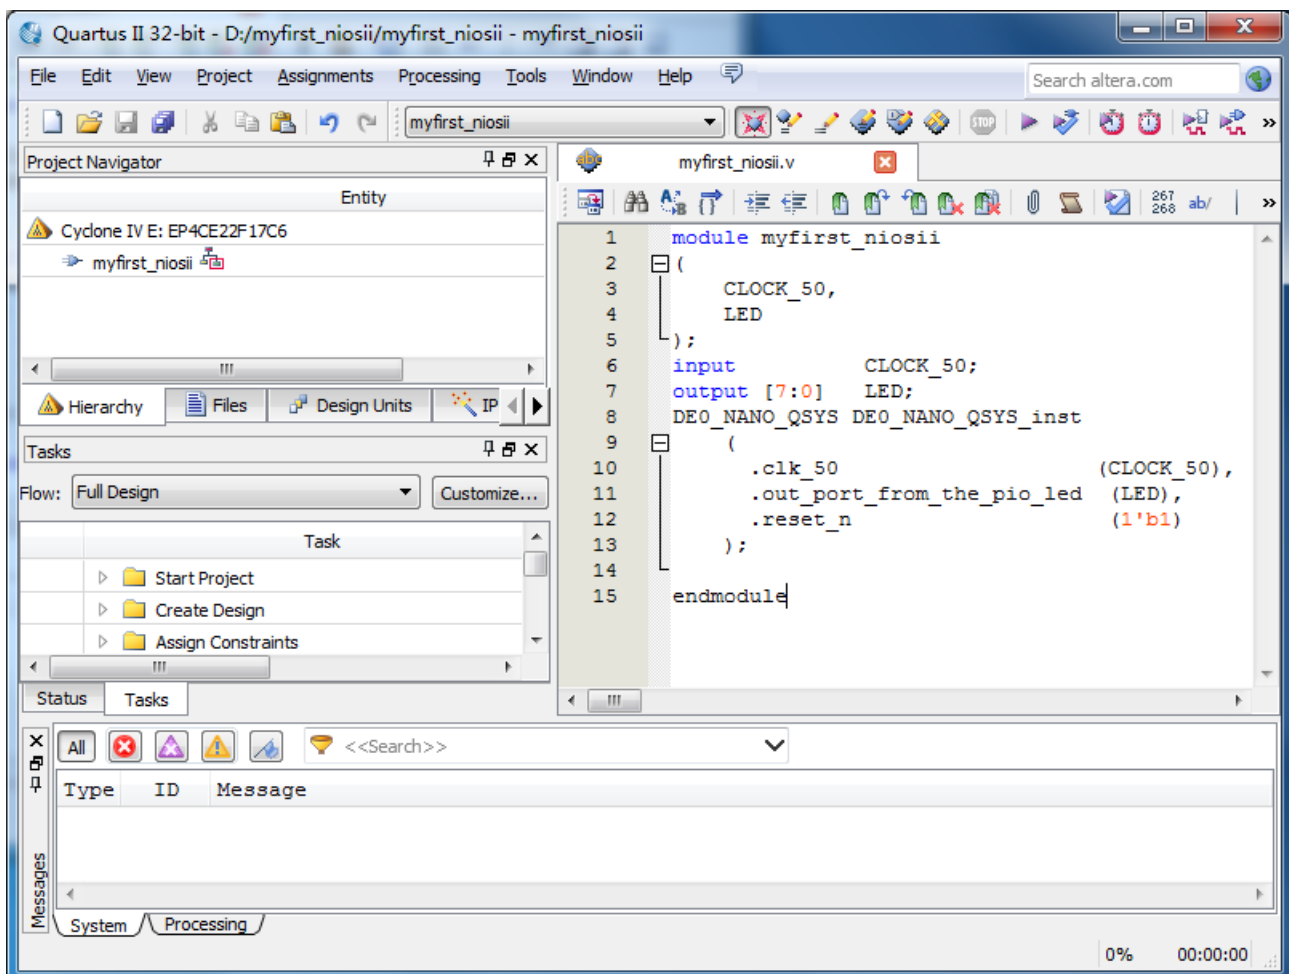 Quartus II 32-bit - D:/myfirst_niosii/myfirst_niosii - myfirst_niosii
File Edit View Project Assignments Processing Tools Window Help Search altera.com
myfirst_niosii STOP
Project Navigator
Entity
Cyclone IV E: EP4CE22F17C6
myfirst_niosii
Hierarchy Files Design Units IP
Tasks
Flow: Full Design Customize...
Task
Start Project
Create Design
Assign Constraints
Status Tasks
abc myfirst_niosii.v
267 268 ab/
1 module myfirst_niosii
2 (
3 CLOCK_50,
4 LED
5 );
6 input CLOCK_50;
7 output [7:0] LED;
8 DE0_NANO_QSYS DE0_NANO_QSYS_inst
9 (
10 .clk_50 (CLOCK_50),
11 .out_port_from_the_pio_led (LED),
12 .reset_n (1'b1)
13 );
14
15 endmodule
All <<Search>>
Type ID Message
Messages
System Processing
0% 00:00:00